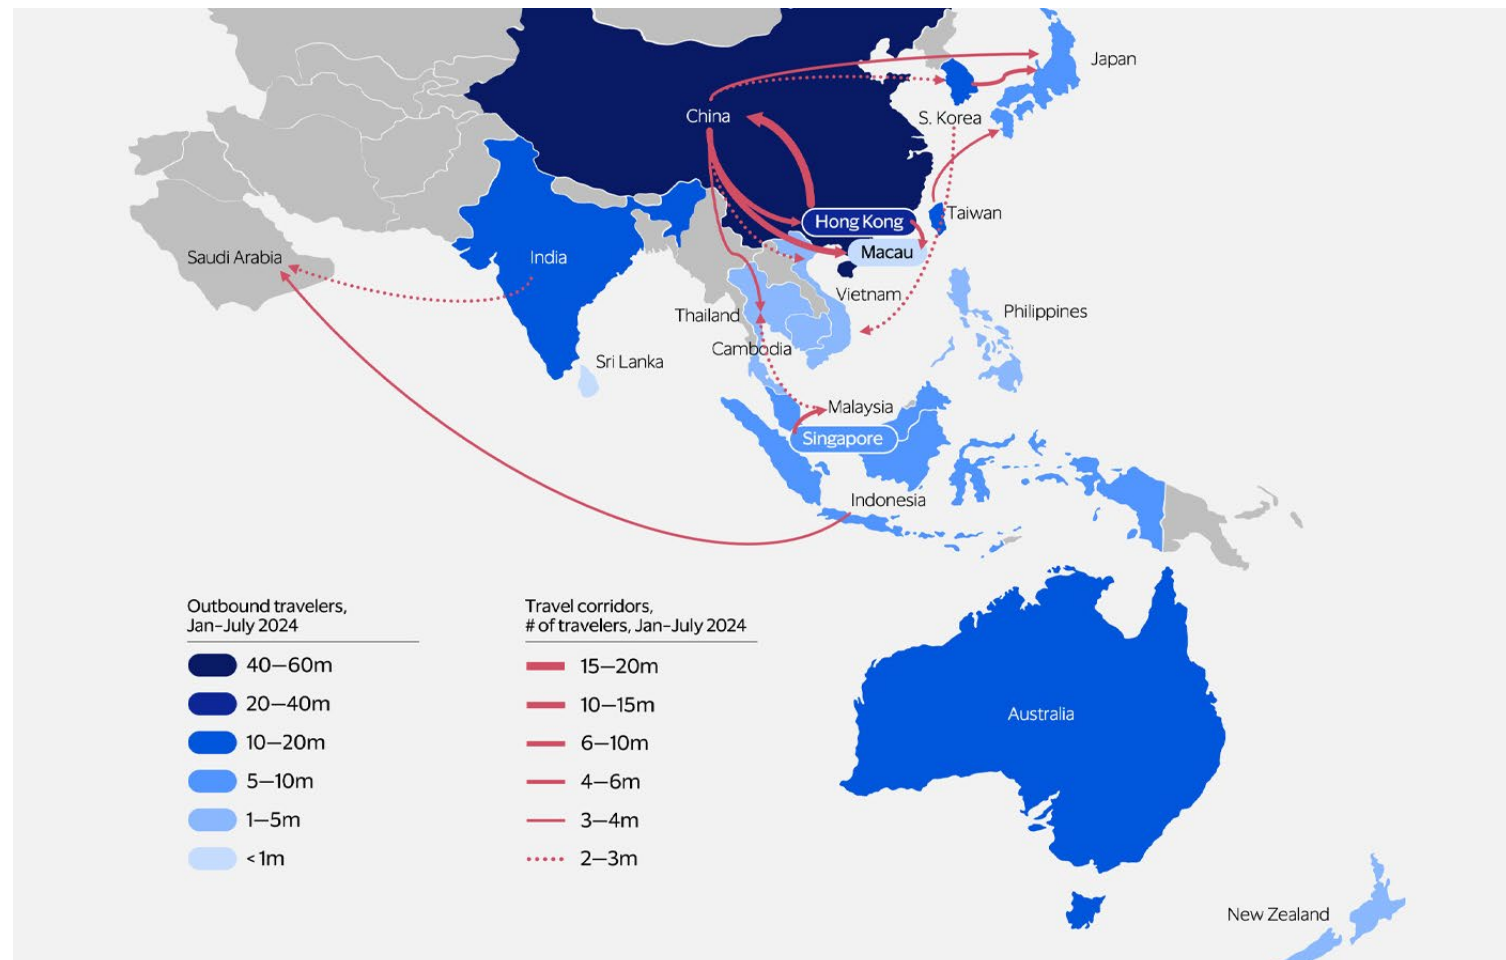 Japan
China
S. Korea
Hong Kong
Taiwan
Macau
Saudi Arabia
India
Vietnam
Thailand
Philippines
Cambodia
Sri Lanka
Malaysia
Singapore
Indonesia
Outbound travelers,
Jan–July 2024
40–60m
20–40m
10–20m
5–10m
1–5m
<1m
Travel corridors,
# of travelers, Jan–July 2024
15–20m
10–15m
6–10m
4–6m
3–4m
2–3m
Australia
New Zealand